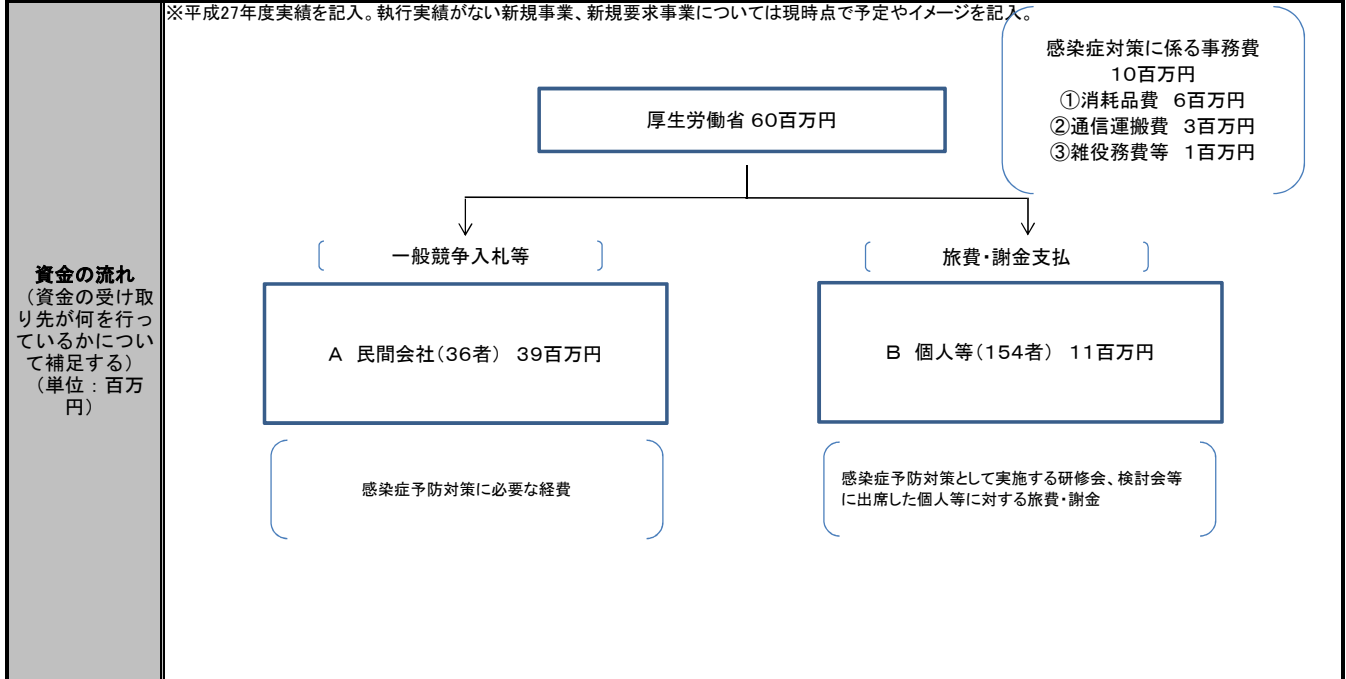 ※平成27年度実績を記入。執行実績がない新規事業、新規要求事業については現時点で予定やイメージを記入。
感染症対策に係る事務費
10百万円
①消耗品費 6百万円
②通信運搬費 3百万円
③雑役務費等 1百万円
厚生労働省 60百万円
一般競争入札等
旅費・謝金支払
資金の流れ
（資金の受け取
り先が何を行っ
ているかについ
て補足する）
（単位：百万
円）
A 民間会社(36者) 39百万円
B 個人等(154者) 11百万円
感染症予防対策に必要な経費
感染症予防対策として実施する研修会、検討会等
に出席した個人等に対する旅費・謝金